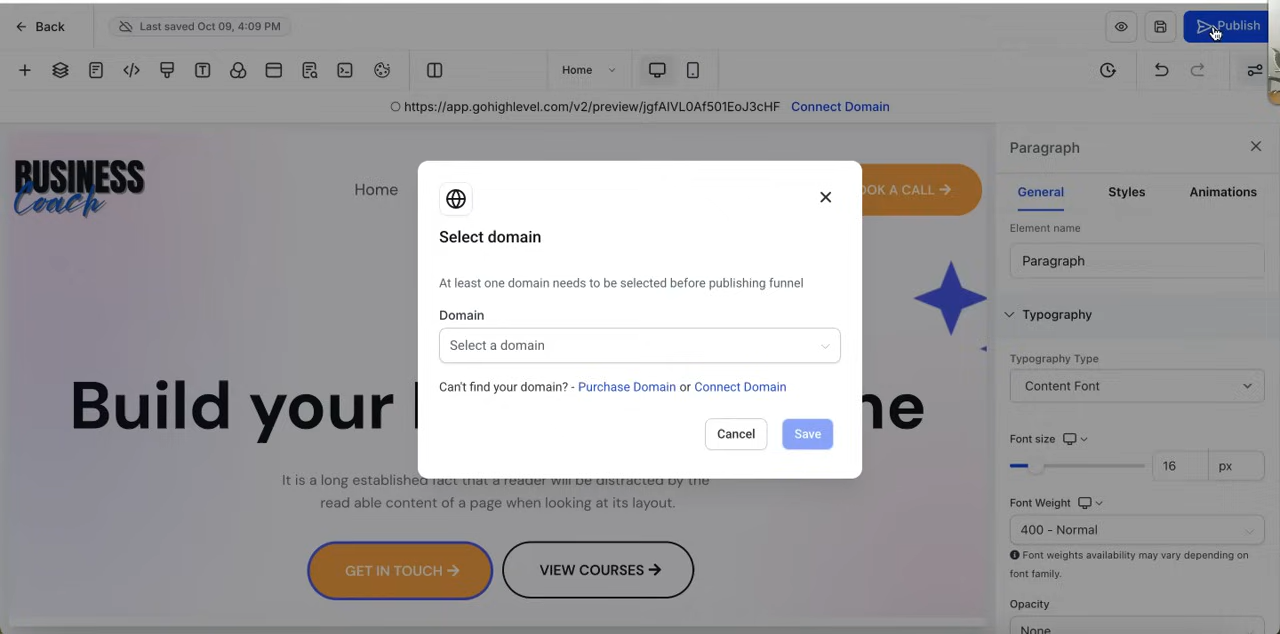 Back
Last saved Oct 09, 4:09 PM
Publish
Home
https://app.gohighlevel.com/v2/preview/jgfAIVL0Af501EoJ3cHF Connect Domain
BUSINESS
Coach
Home
OOK A CALL →
Select domain
At least one domain needs to be selected before publishing funnel
Domain
Select a domain
Can't find your domain? - Purchase Domain or Connect Domain
Cancel
Save
Build your
ne
It is a long established fact that a reader will be distracted by the
read able content of a page when looking at its layout.
GET IN TOUCH →
VIEW COURSES →
Paragraph
General
Styles
Animations
Element name
Paragraph
Typography
Typography Type
Content Font
Font size
16
px
Font Weight
400 - Normal
Font weights availability may vary depending on
font family.
Opacity
None